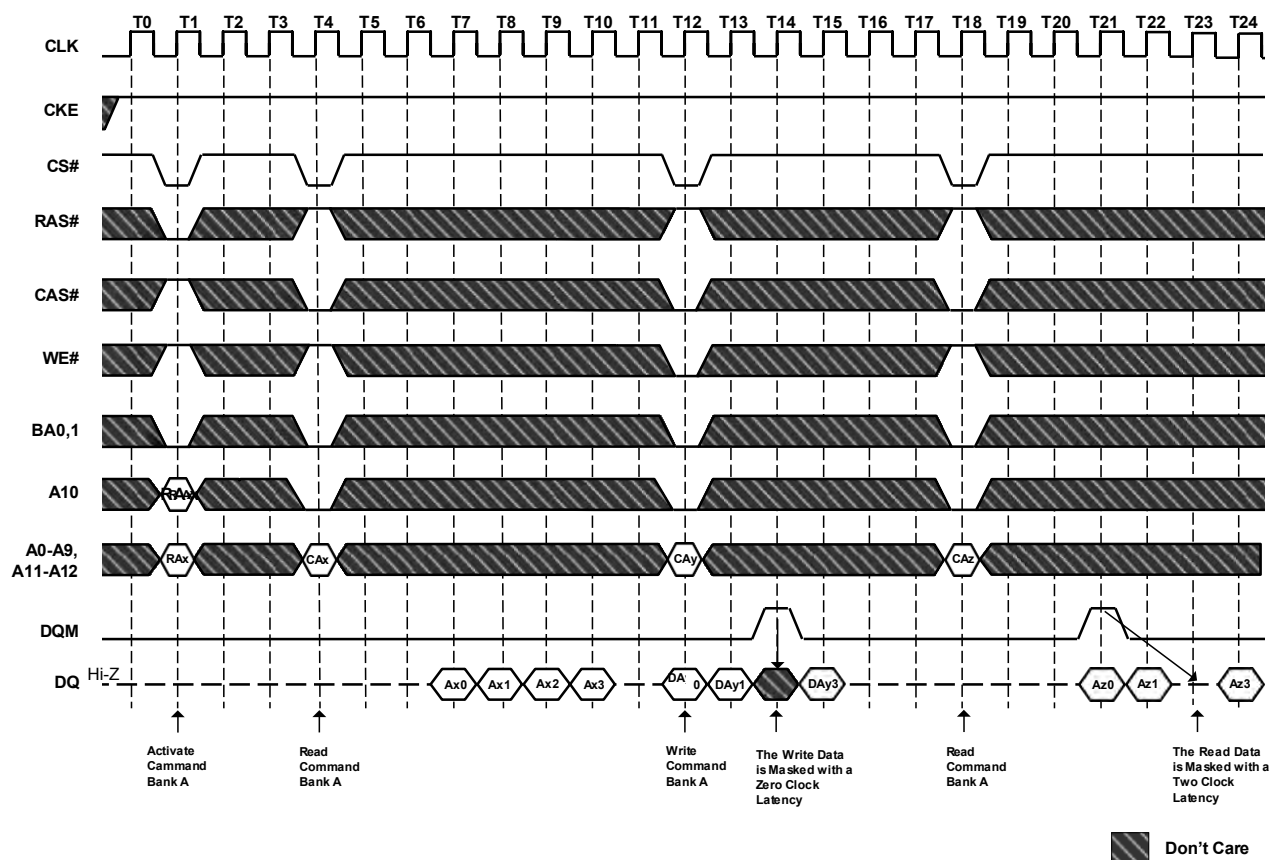 T0 T1 T2 T3 T4 T5 T6 T7 T8 T9 T10 T11 T12 T13 T14 T15 T16 T17 T18 T19 T20 T21 T22 T23 T24
CLK
CKE
CS#
RAS#
CAS#
WE#
BA0,1
A10
A0-A9,
A11-A12
RAx CAx CAy CAz
DQM
DQ Hi-Z
Ax0 Ax1 Ax2 Ax3 DAy1 DAy3 Az0 Az1 Az3
Activate
Cammand
Bank A
Read
Command
Bank A
Write
Command
Bank A
The Write Data
is Masked with a
Zero Clock
Latency
Read
Command
Bank A
The Read Data
is Masked with a
Two Clock
Latency
Don't Care